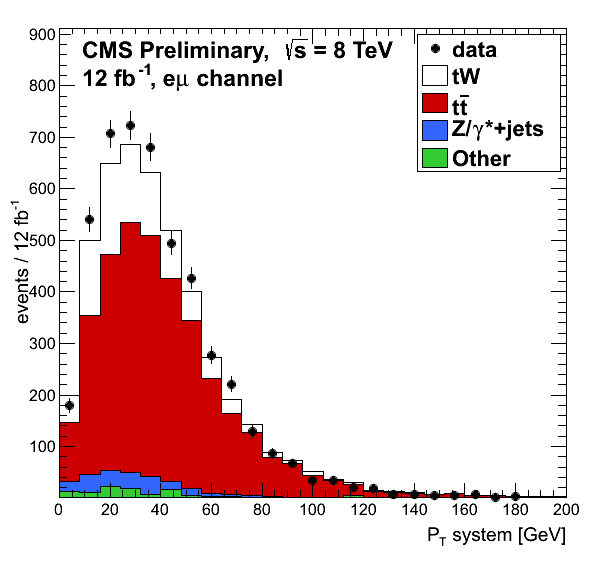 CMS Preliminary, √s = 8 TeV
12 fb⁻¹, eμ channel
data
tW
tt̄
Z/γ*+jets
Other
events / 12 fb⁻¹
900
800
700
600
500
400
300
200
100
0 20 40 60 80 100 120 140 160 180 200
P_T system [GeV]